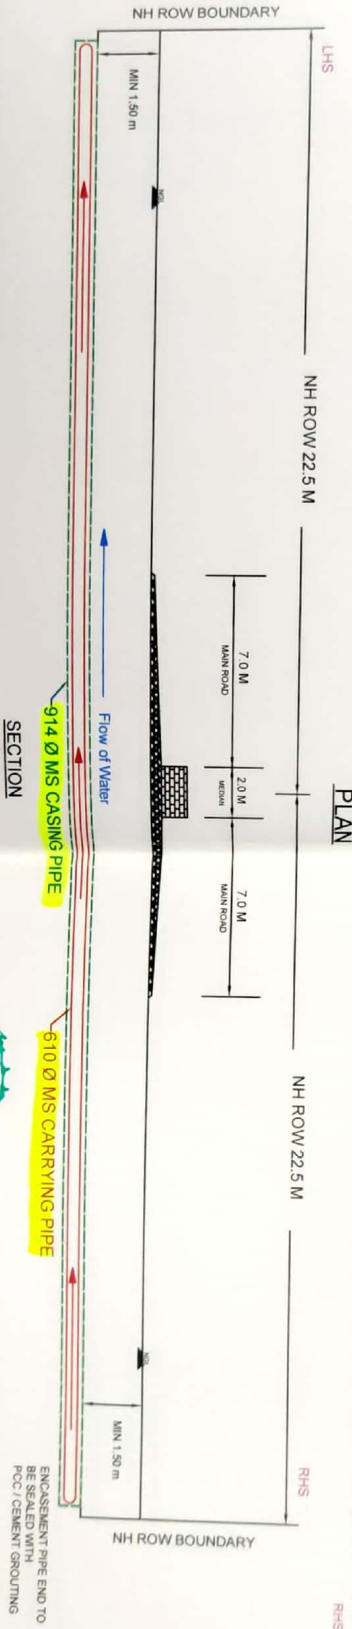 PLAN
LHS
RHS
RHS
NH ROW BOUNDARY
NH ROW 22.5 M
NH ROW 22.5 M
NH ROW BOUNDARY
7.0 M
MAIN ROAD
2.0 M
MEDIAN
7.0 M
MAIN ROAD
NGL
NGL
MIN 1.50 m
MIN 1.50 m
Flow of Water
914 Ø MS CASING PIPE
610 Ø MS CARRYING PIPE
ENCASEMENT PIPE END TO
BE SEALED WITH
PCC / CEMENT GROUTING
SECTION